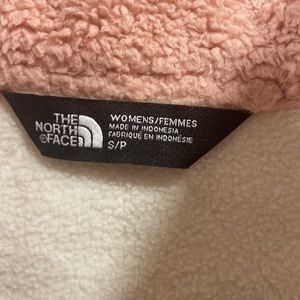 THE
NORTH
FACE
WOMENS/FEMMES
MADE IN INDONESIA
FABRIQUÉ EN INDONÉSIE
S/P